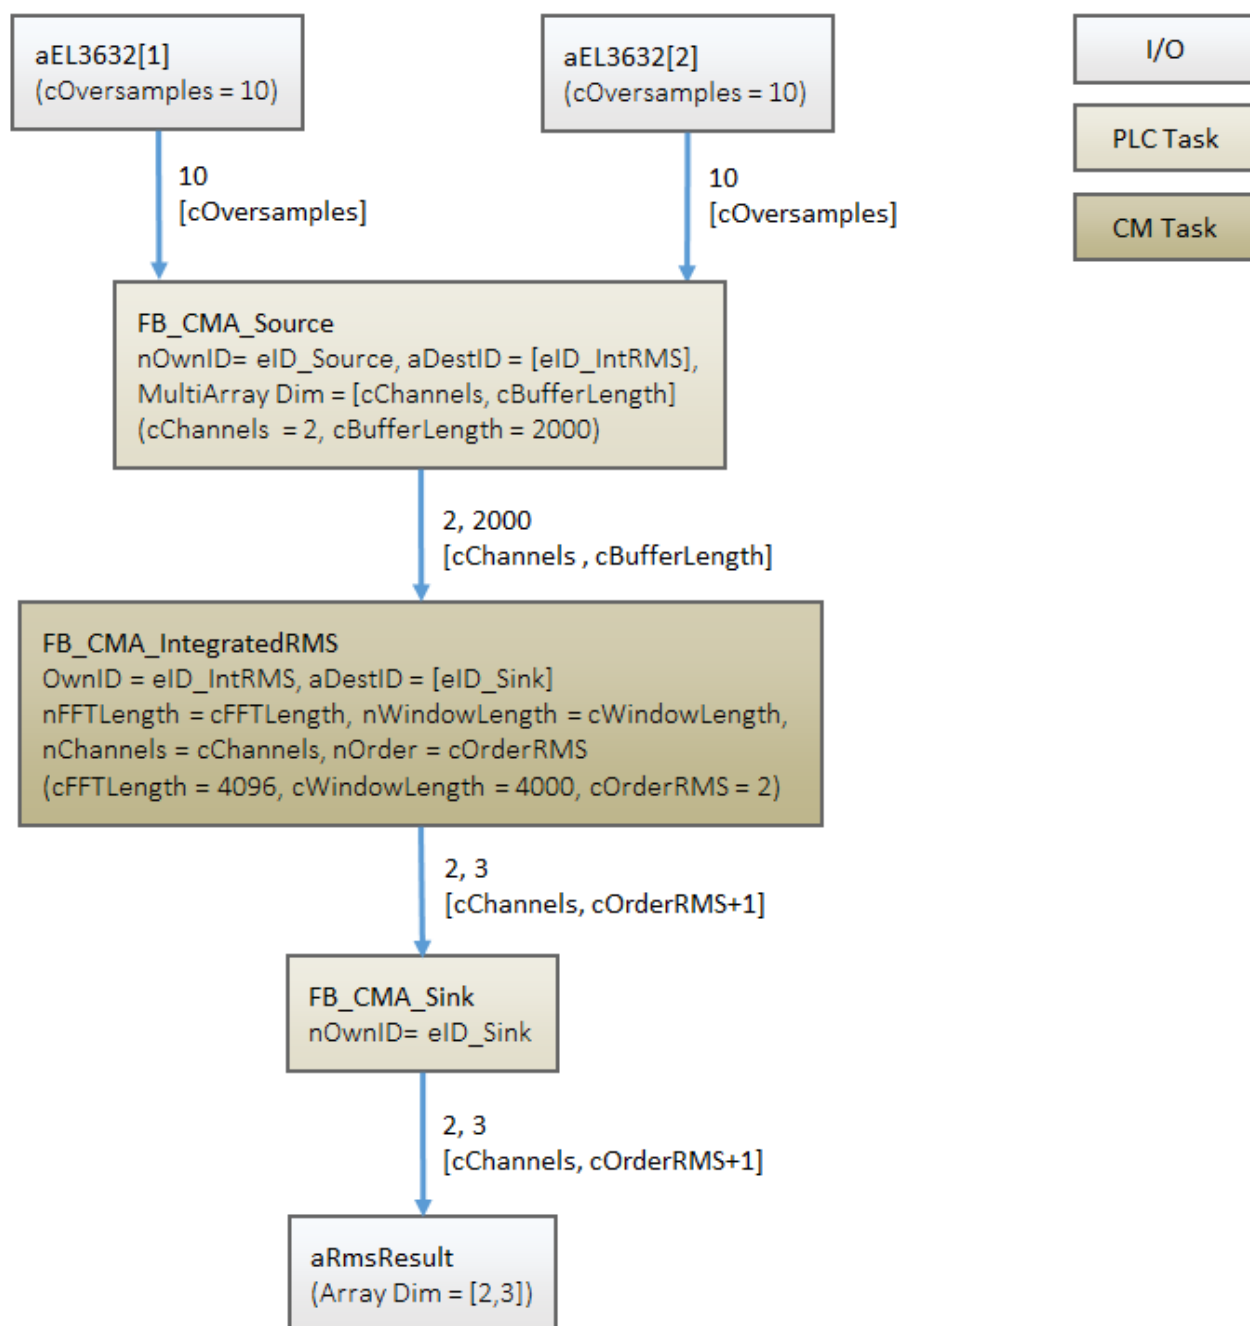 aEL3632[1]
(cOversamples = 10)
aEL3632[2]
(cOversamples = 10)
I/O
PLC Task
CM Task
10
[cOversamples]
10
[cOversamples]
FB_CMA_Source
nOwnID= eID_Source, aDestID = [eID_IntRMS],
MultiArray Dim = [cChannels, cBufferLength]
(cChannels = 2, cBufferLength = 2000)
2, 2000
[cChannels , cBufferLength]
FB_CMA_IntegratedRMS
OwnID = eID_IntRMS, aDestID = [eID_Sink]
nFFTLength = cFFTLength, nWindowLength = cWindowLength,
nChannels = cChannels, nOrder = cOrderRMS
(cFFTLength = 4096, cWindowLength = 4000, cOrderRMS = 2)
2, 3
[cChannels, cOrderRMS+1]
FB_CMA_Sink
nOwnID= eID_Sink
2, 3
[cChannels, cOrderRMS+1]
aRmsResult
(Array Dim = [2,3])